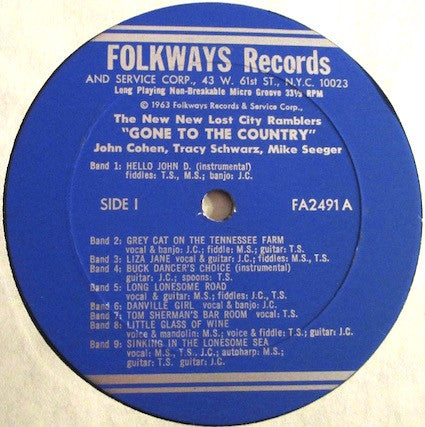 FOLKWAYS Records
AND SERVICE CORP., 43 W. 61st ST., N.Y.C. 10023
Long Playing Non-Breakable Micro Groove 33⅓ RPM
© 1963 Folkways Records & Service Corp.,
The New New Lost City Ramblers
"GONE TO THE COUNTRY"
John Cohen, Tracy Schwarz, Mike Seeger
Band 1: HELLO JOHN D. (instrumental)
fiddles: T.S., M.S.; banjo: J.C.
SIDE I
FA2491A
Band 2: GREY CAT ON THE TENNESSEE FARM
vocal & banjo: J.C.; fiddle: M.S.; guitar: T.S.
Band 3: LIZA JANE vocal & guitar: J.C.; fiddles: M.S., T.S.
Band 4: BUCK DANCER'S CHOICE (instrumental)
guitar: J.C.; spoons: T.S.
Band 5: LONG LONESOME ROAD
vocal & guitar: M.S.; fiddles: J.C., T.S.
Band 6: DANVILLE GIRL vocal & banjo: J.C.
Band 7: TOM SHERMAN'S BAR ROOM vocal: T.S.
Band 8: LITTLE GLASS OF WINE
voice & mandolin: M.S.; voice & fiddle: T.S.; guitar: J.C.
Band 9: SINKING IN THE LONESOME SEA
vocal: M.S., T.S., J.C.; autoharp: M.S.;
guitar: T.S. guitar: J.C.